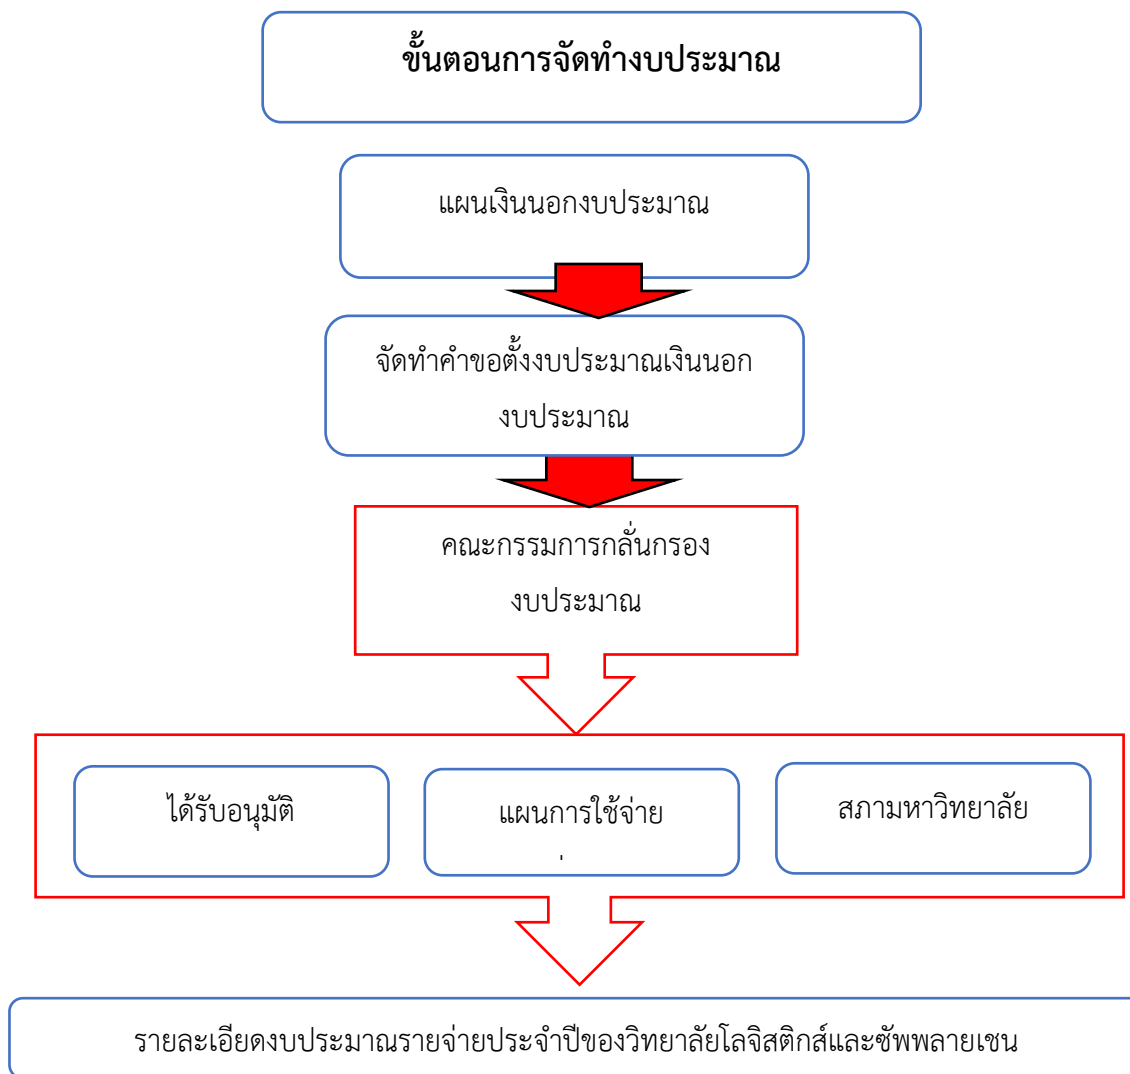 ขั้นตอนการจัดทำงบประมาณ
แผนเงินนอกงบประมาณ
จัดทำคำขอตั้งงบประมาณเงินนอก
งบประมาณ
คณะกรรมการกลั่นกรอง
งบประมาณ
ได้รับอนุมัติ
แผนการใช้จ่าย
สภามหาวิทยาลัย
รายละเอียดงบประมาณรายจ่ายประจำปีของวิทยาลัยโลจิสติกส์และซัพพลายเชน